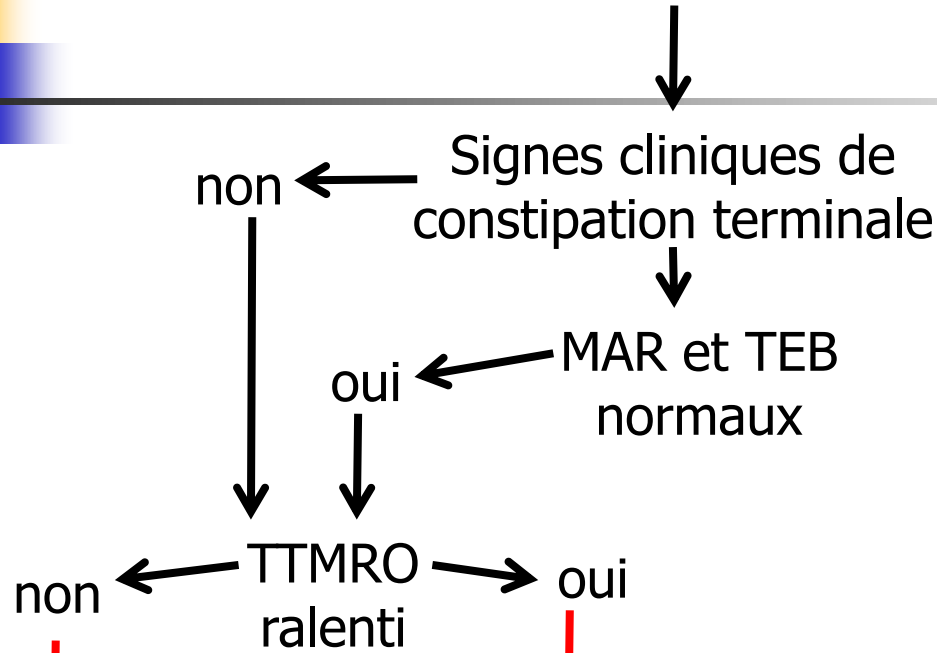 Signes cliniques de
constipation terminale
non
MAR et TEB
normaux
oui
TTMRO
ralenti
non
oui